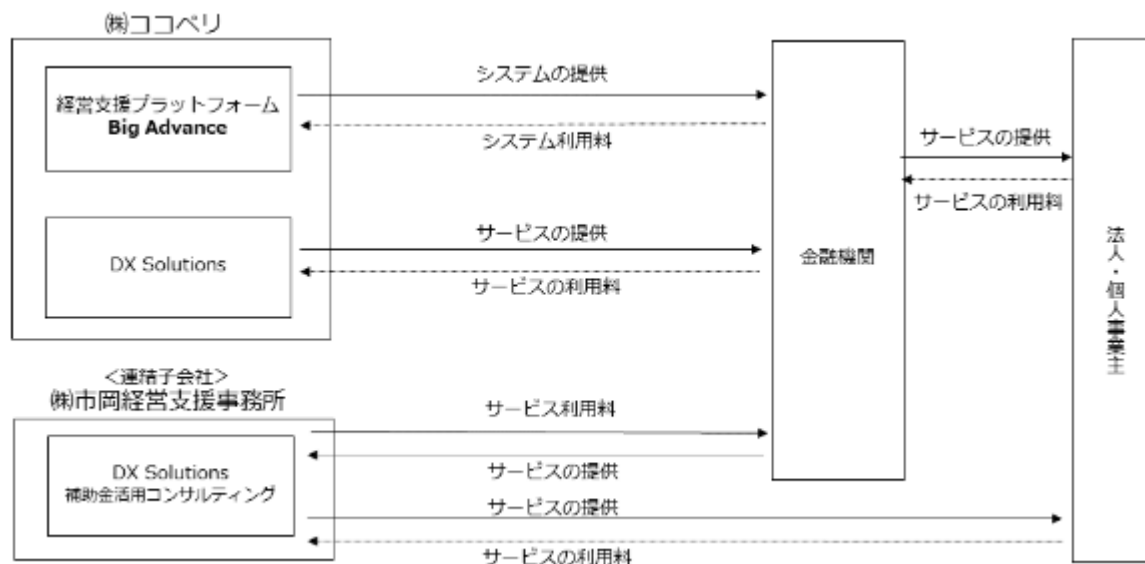 ㈱ココペリ
経営支援プラットフォーム
Big Advance
システムの提供
システム利用料
DX Solutions
サービスの提供
サービスの利用料
金融機関
サービスの提供
サービスの利用料
法人・個人事業主
<連結子会社>
㈱市岡経営支援事務所
DX Solutions
補助金活用コンサルティング
サービス利用料
サービスの提供
サービスの提供
サービスの利用料